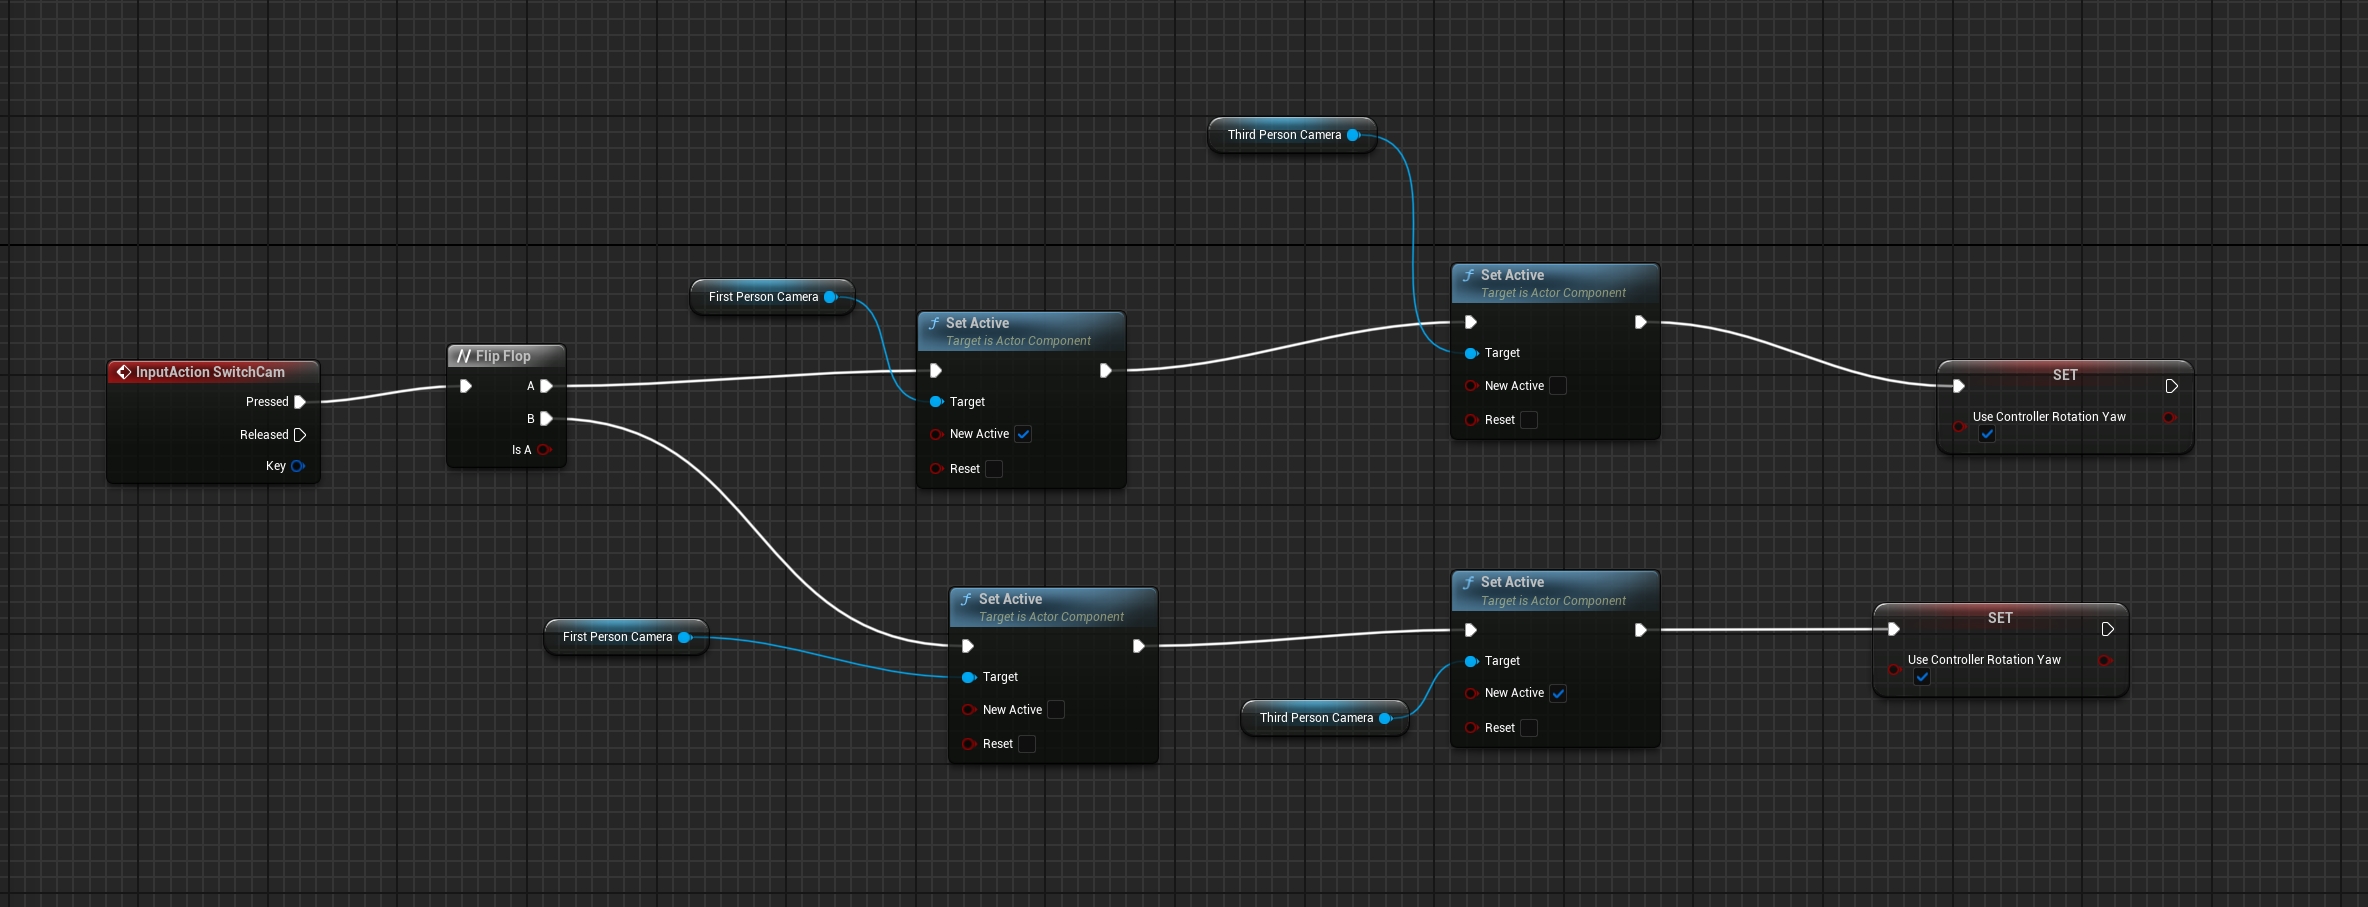 Third Person Camera
First Person Camera
Set Active
Target is Actor Component
Target
New Active
Reset
Set Active
Target is Actor Component
Target
New Active
Reset
SET
Use Controller Rotation Yaw
InputAction SwitchCam
Pressed
Released
Key
Flip Flop
A
B
Is A
First Person Camera
Set Active
Target is Actor Component
Target
New Active
Reset
Third Person Camera
Set Active
Target is Actor Component
Target
New Active
Reset
SET
Use Controller Rotation Yaw